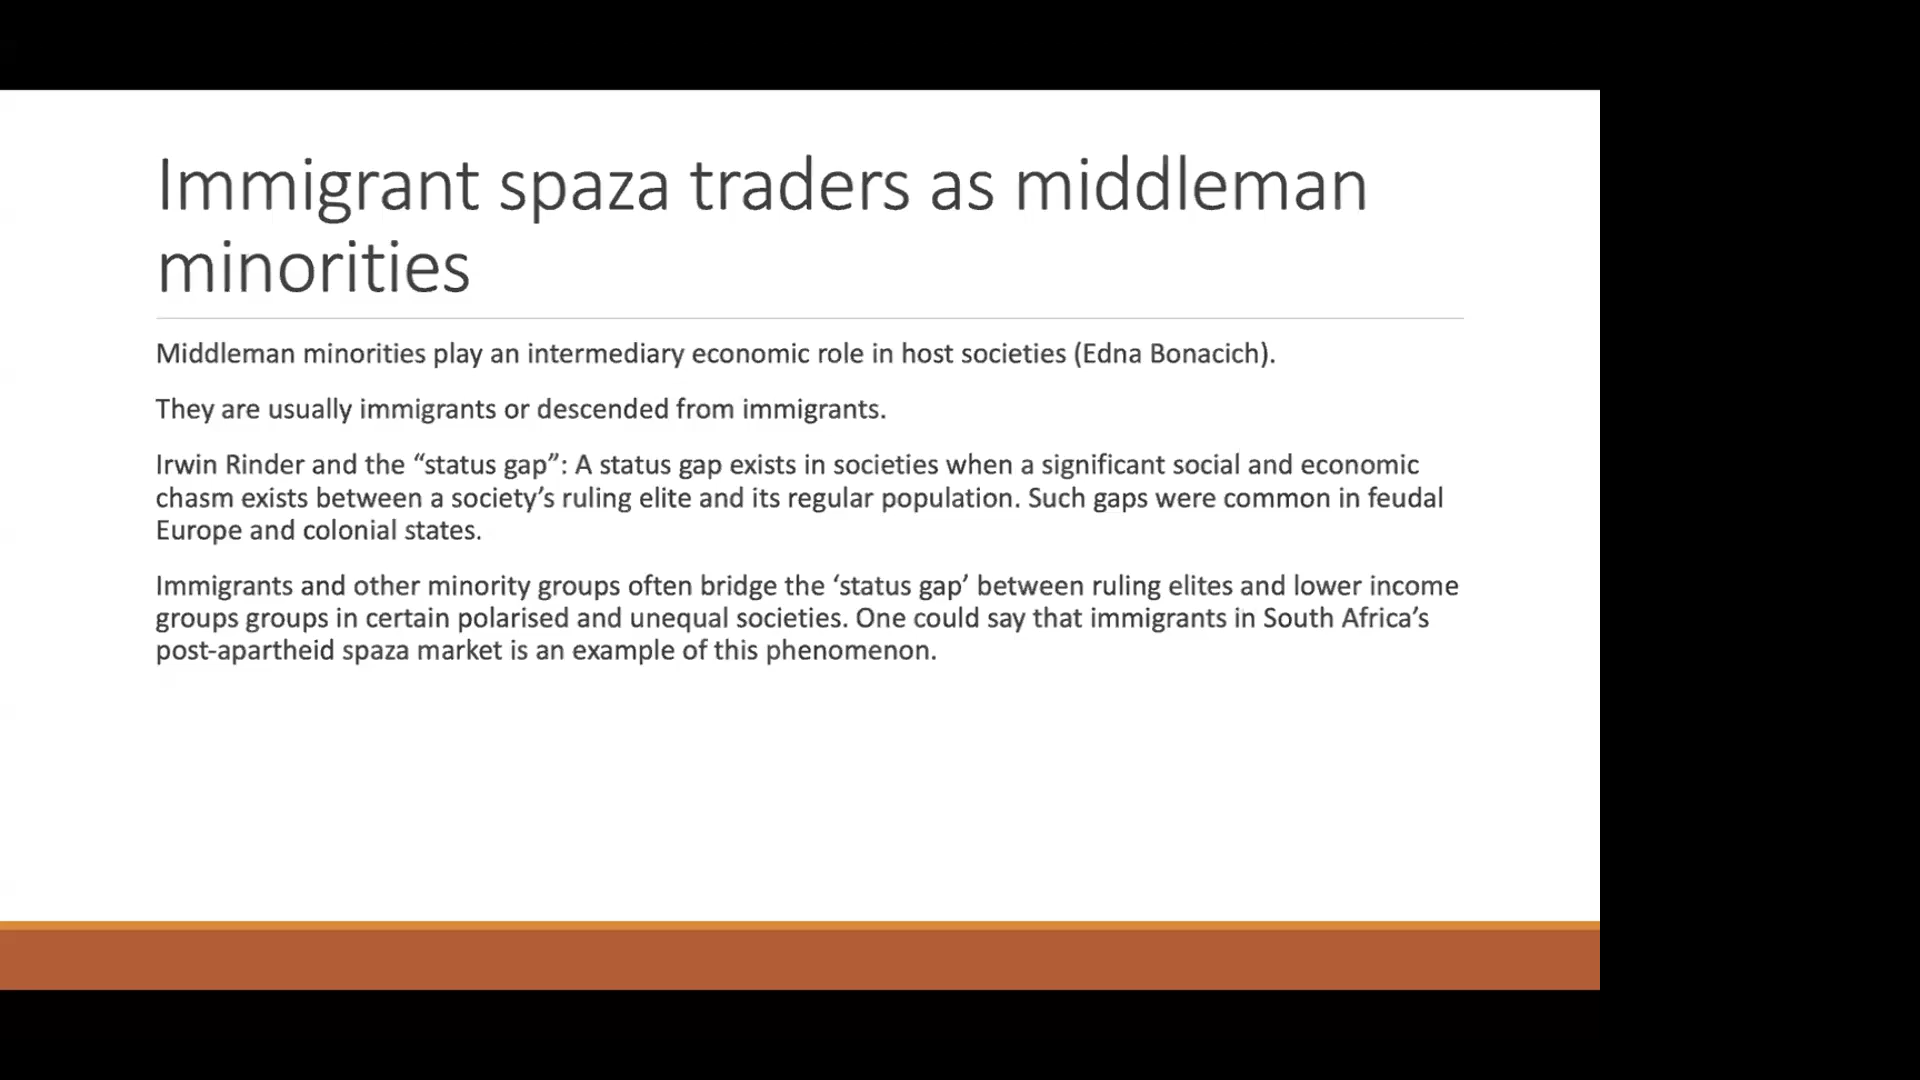 Immigrant spaza traders as middleman
minorities
Middleman minorities play an intermediary economic role in host societies (Edna Bonacich).
They are usually immigrants or descended from immigrants.
Irwin Rinder and the “status gap”: A status gap exists in societies when a significant social and economic
chasm exists between a society’s ruling elite and its regular population. Such gaps were common in feudal
Europe and colonial states.
Immigrants and other minority groups often bridge the ‘status gap’ between ruling elites and lower income
groups groups in certain polarised and unequal societies. One could say that immigrants in South Africa’s
post-apartheid spaza market is an example of this phenomenon.